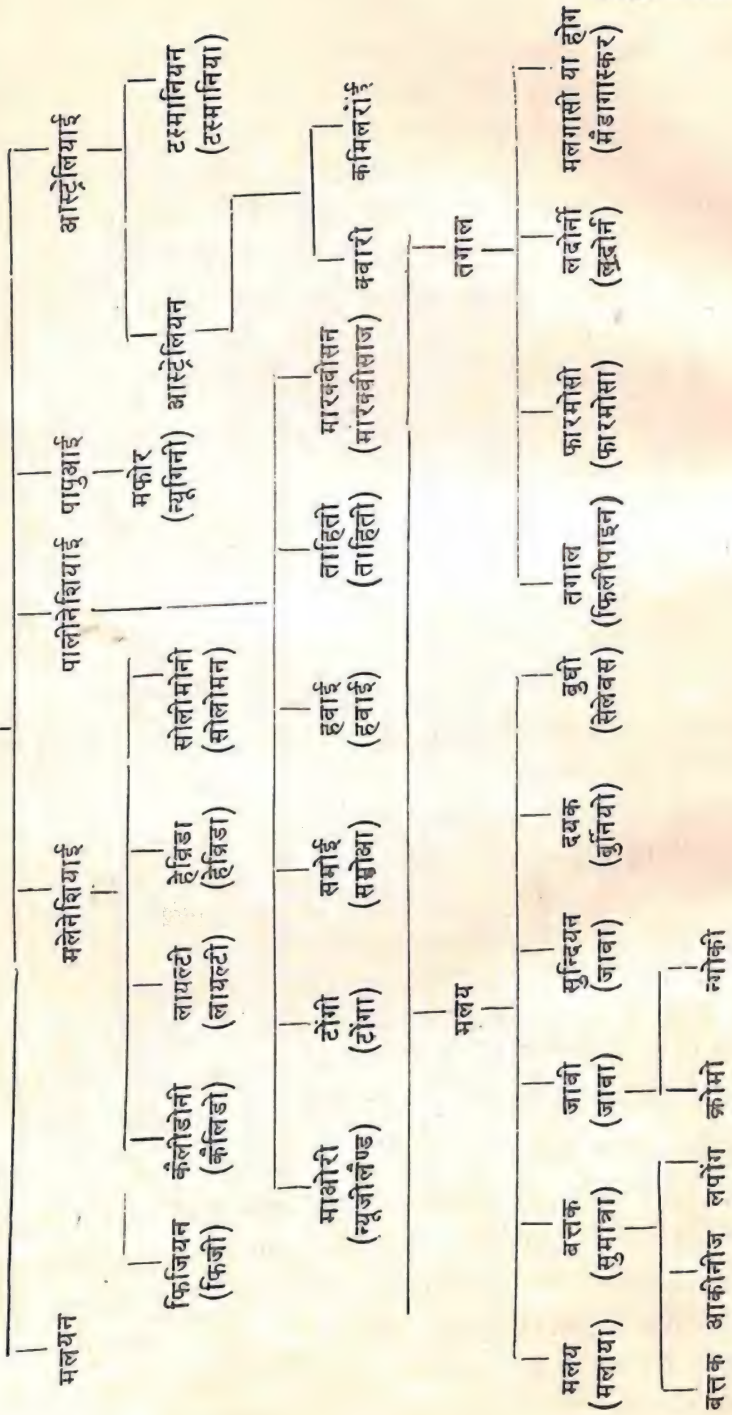 मलयन मलेनेशियाई पालीनेशियाई पापुआई आस्ट्रेलियाई
मफोर
(न्यूगिनी)
आस्ट्रेलियन टस्मानियन
(टस्मानिया)
क्वारी कमिलरोंई
फिजियन कैलीडोनी लायल्टी हेब्रिडा सोलीमोनी
(फिजी) (कैलिडो) (लायल्टी) (हेब्रिडा) (सोलोमन)
माओरी टोंगी समोई हवाई ताहिती मारक्वीसन
(न्यूजीलैण्ड) (टोंगा) (समोआ) (हवाई) (ताहिती) (मारक्वीसाज)
मलय तगाल
मलय बत्तक जावी सुन्दियन दयक बुघी तगाल फारमोसी लदोर्नी मलगासी या होग
(मलाया) (सुमात्रा) (जावा) (जावा) (बुनियो) (सेलेबस) (फिलीपाइन) (फारमोसा) (लुदोर्न) (मैडागास्कर)
बत्तक आकीनीज लपोंग क्रोमो न्गोकी